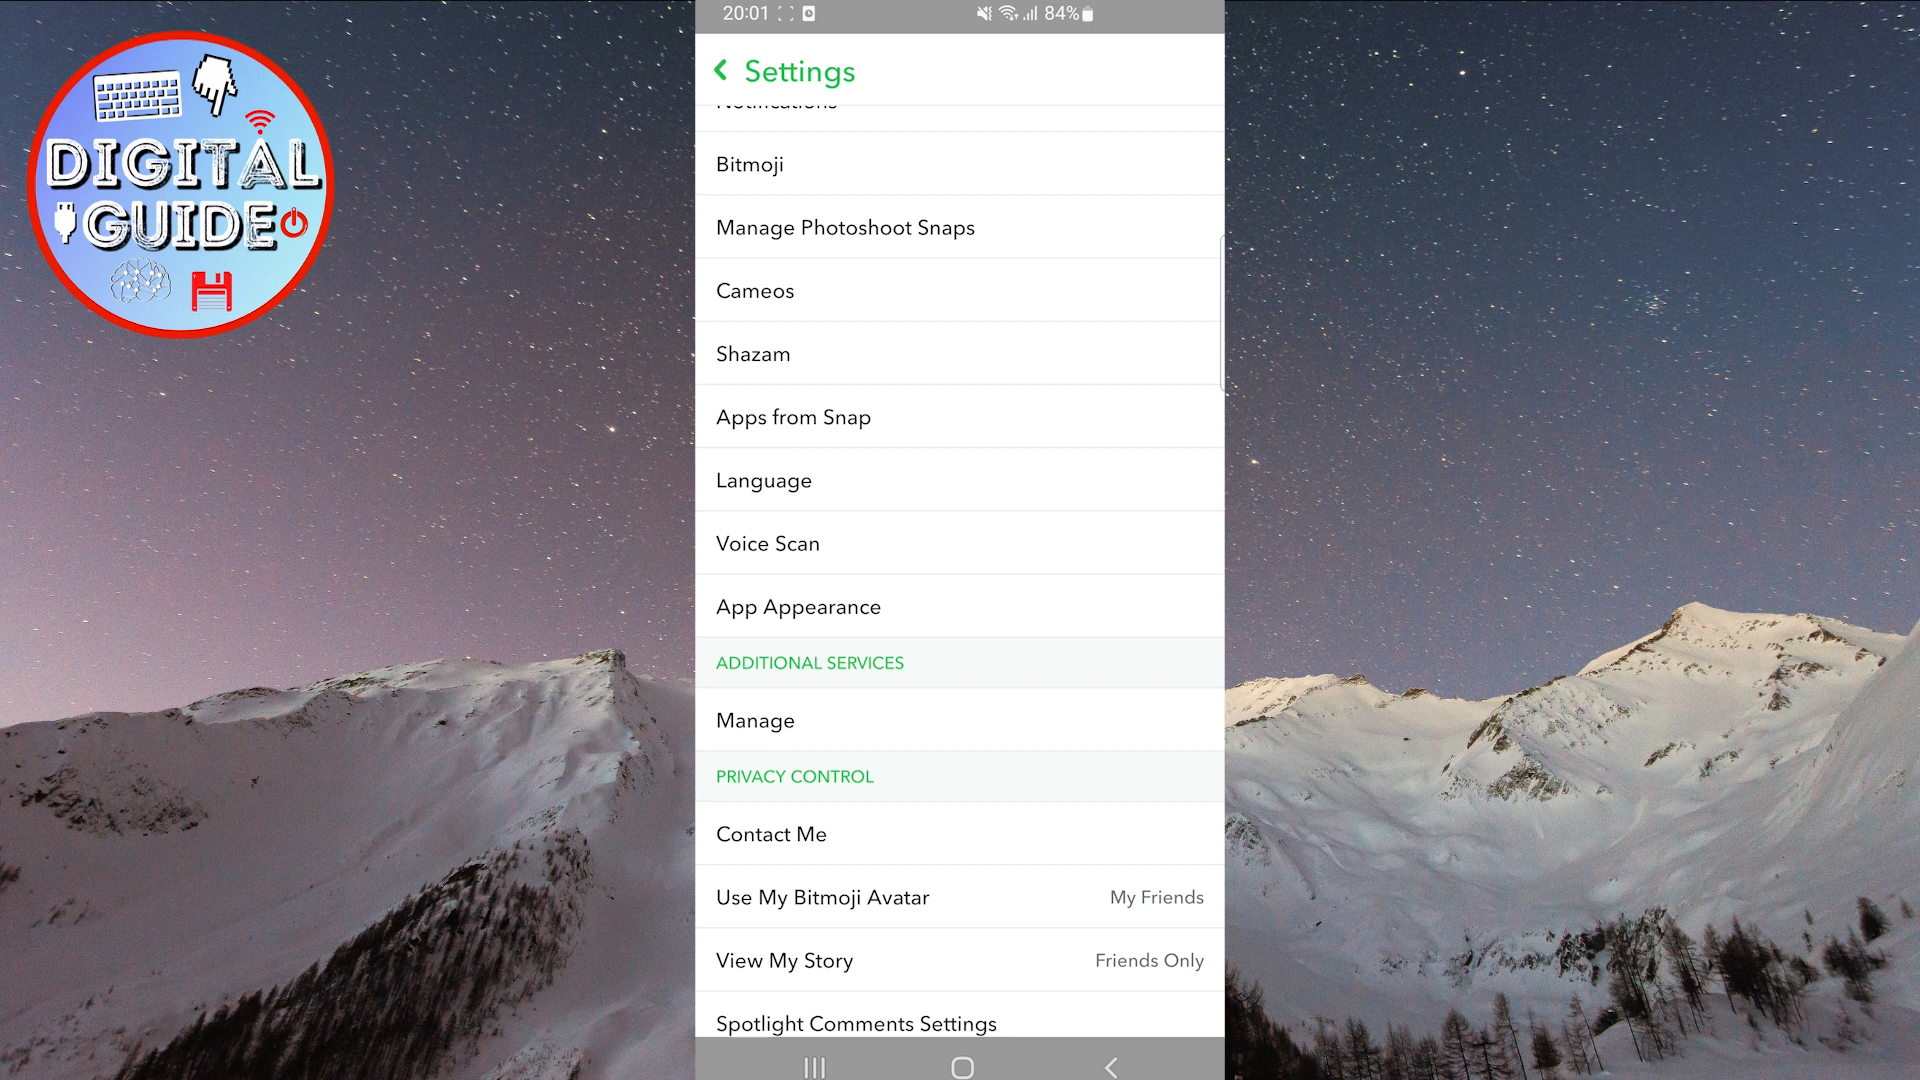 DIGITAL
GUIDE
20:01
84%
Settings
Notifications
Bitmoji
Manage Photoshoot Snaps
Cameos
Shazam
Apps from Snap
Language
Voice Scan
App Appearance
ADDITIONAL SERVICES
Manage
PRIVACY CONTROL
Contact Me
Use My Bitmoji Avatar My Friends
View My Story Friends Only
Spotlight Comments Settings